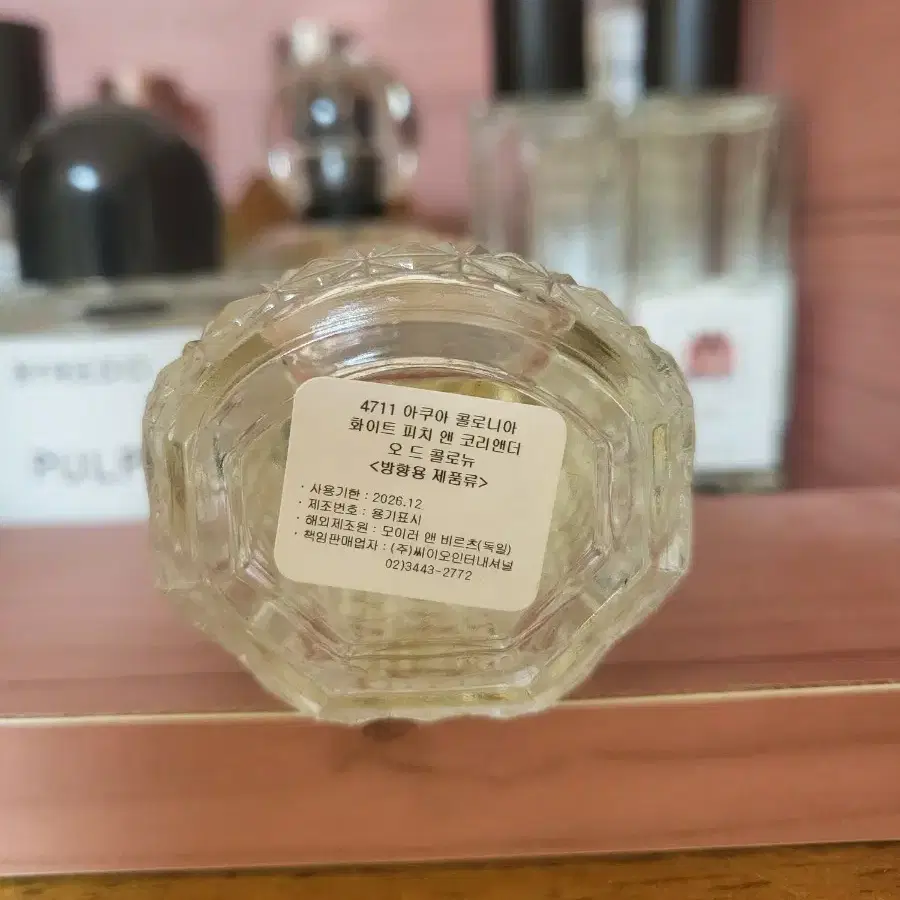 BYREDO
PULP
4711 아쿠아 콜로니아
화이트 피치 앤 코리앤더
오 드 콜로뉴
<방향용 제품류>
· 사용기한 : 2026.12
· 제조번호 : 용기표시
· 해외제조원 : 모이러 앤 비르츠(독일)
· 책임판매업자 : (주)씨이오인터내셔널
02)3443-2772